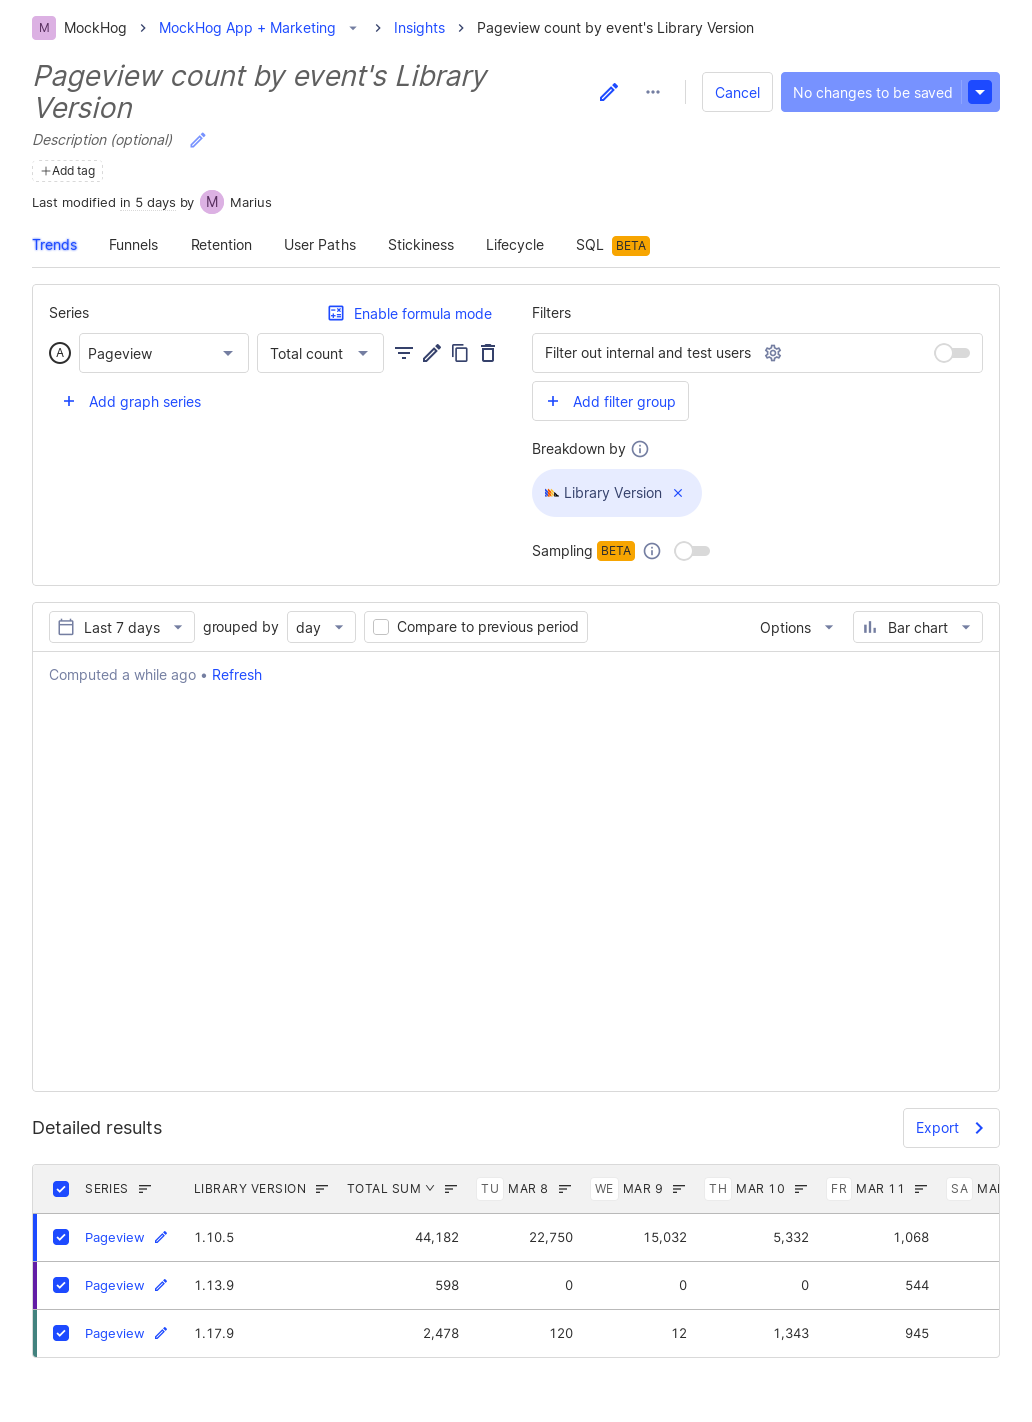 M MockHog MockHog App + Marketing Insights Pageview count by event's Library Version
Pageview count by event's Library
Version
Cancel No changes to be saved
Description (optional)
Add tag
Last modified in 5 days by M Marius
Trends Funnels Retention User Paths Stickiness Lifecycle SQL BETA
Series Enable formula mode
A Pageview Total count
Add graph series
Filters
Filter out internal and test users
Add filter group
Breakdown by
Library Version
Sampling BETA
Last 7 days grouped by day Compare to previous period Options Bar chart
Computed a while ago • Refresh
Detailed results Export
SERIES LIBRARY VERSION TOTAL SUM TU MAR 8 WE MAR 9 TH MAR 10 FR MAR 11 SA
Pageview 1.10.5 44,182 22,750 15,032 5,332 1,068
Pageview 1.13.9 598 0 0 0 544
Pageview 1.17.9 2,478 120 12 1,343 945